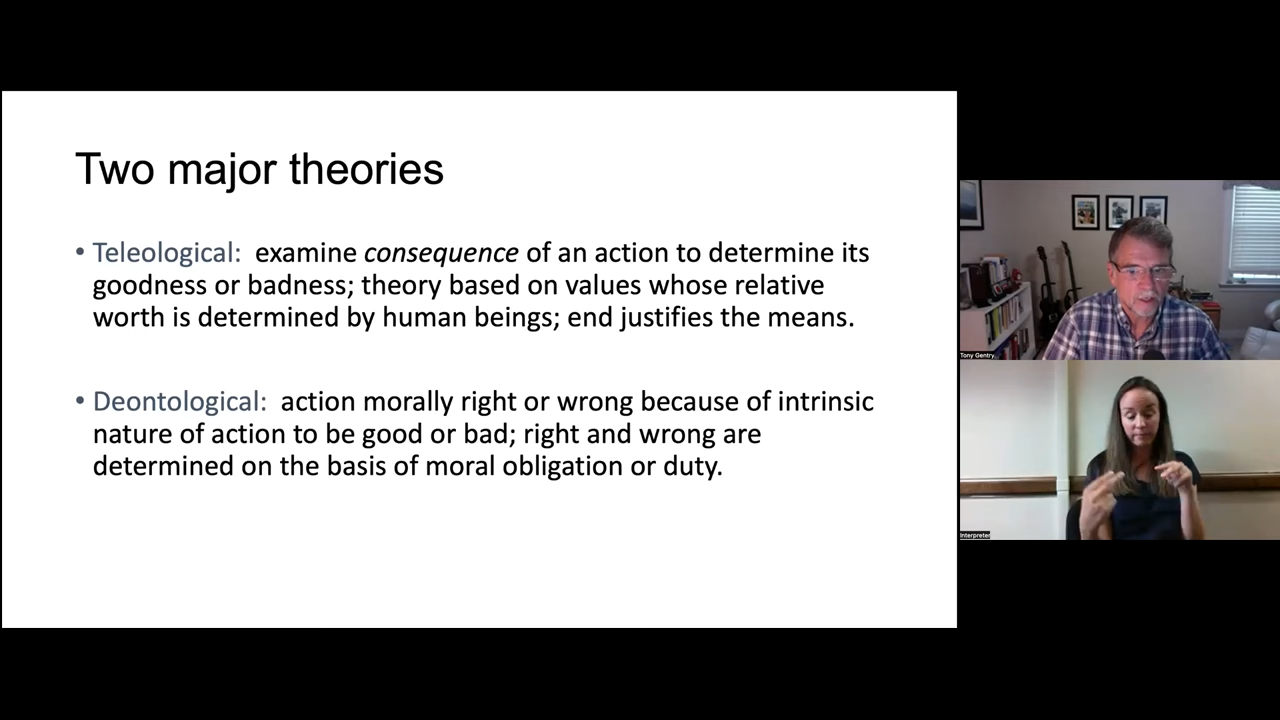 Two major theories
• Teleological: examine consequence of an action to determine its
goodness or badness; theory based on values whose relative
worth is determined by human beings; end justifies the means.
• Deontological: action morally right or wrong because of intrinsic
nature of action to be good or bad; right and wrong are
determined on the basis of moral obligation or duty.
Tony Gentry
Interpreter